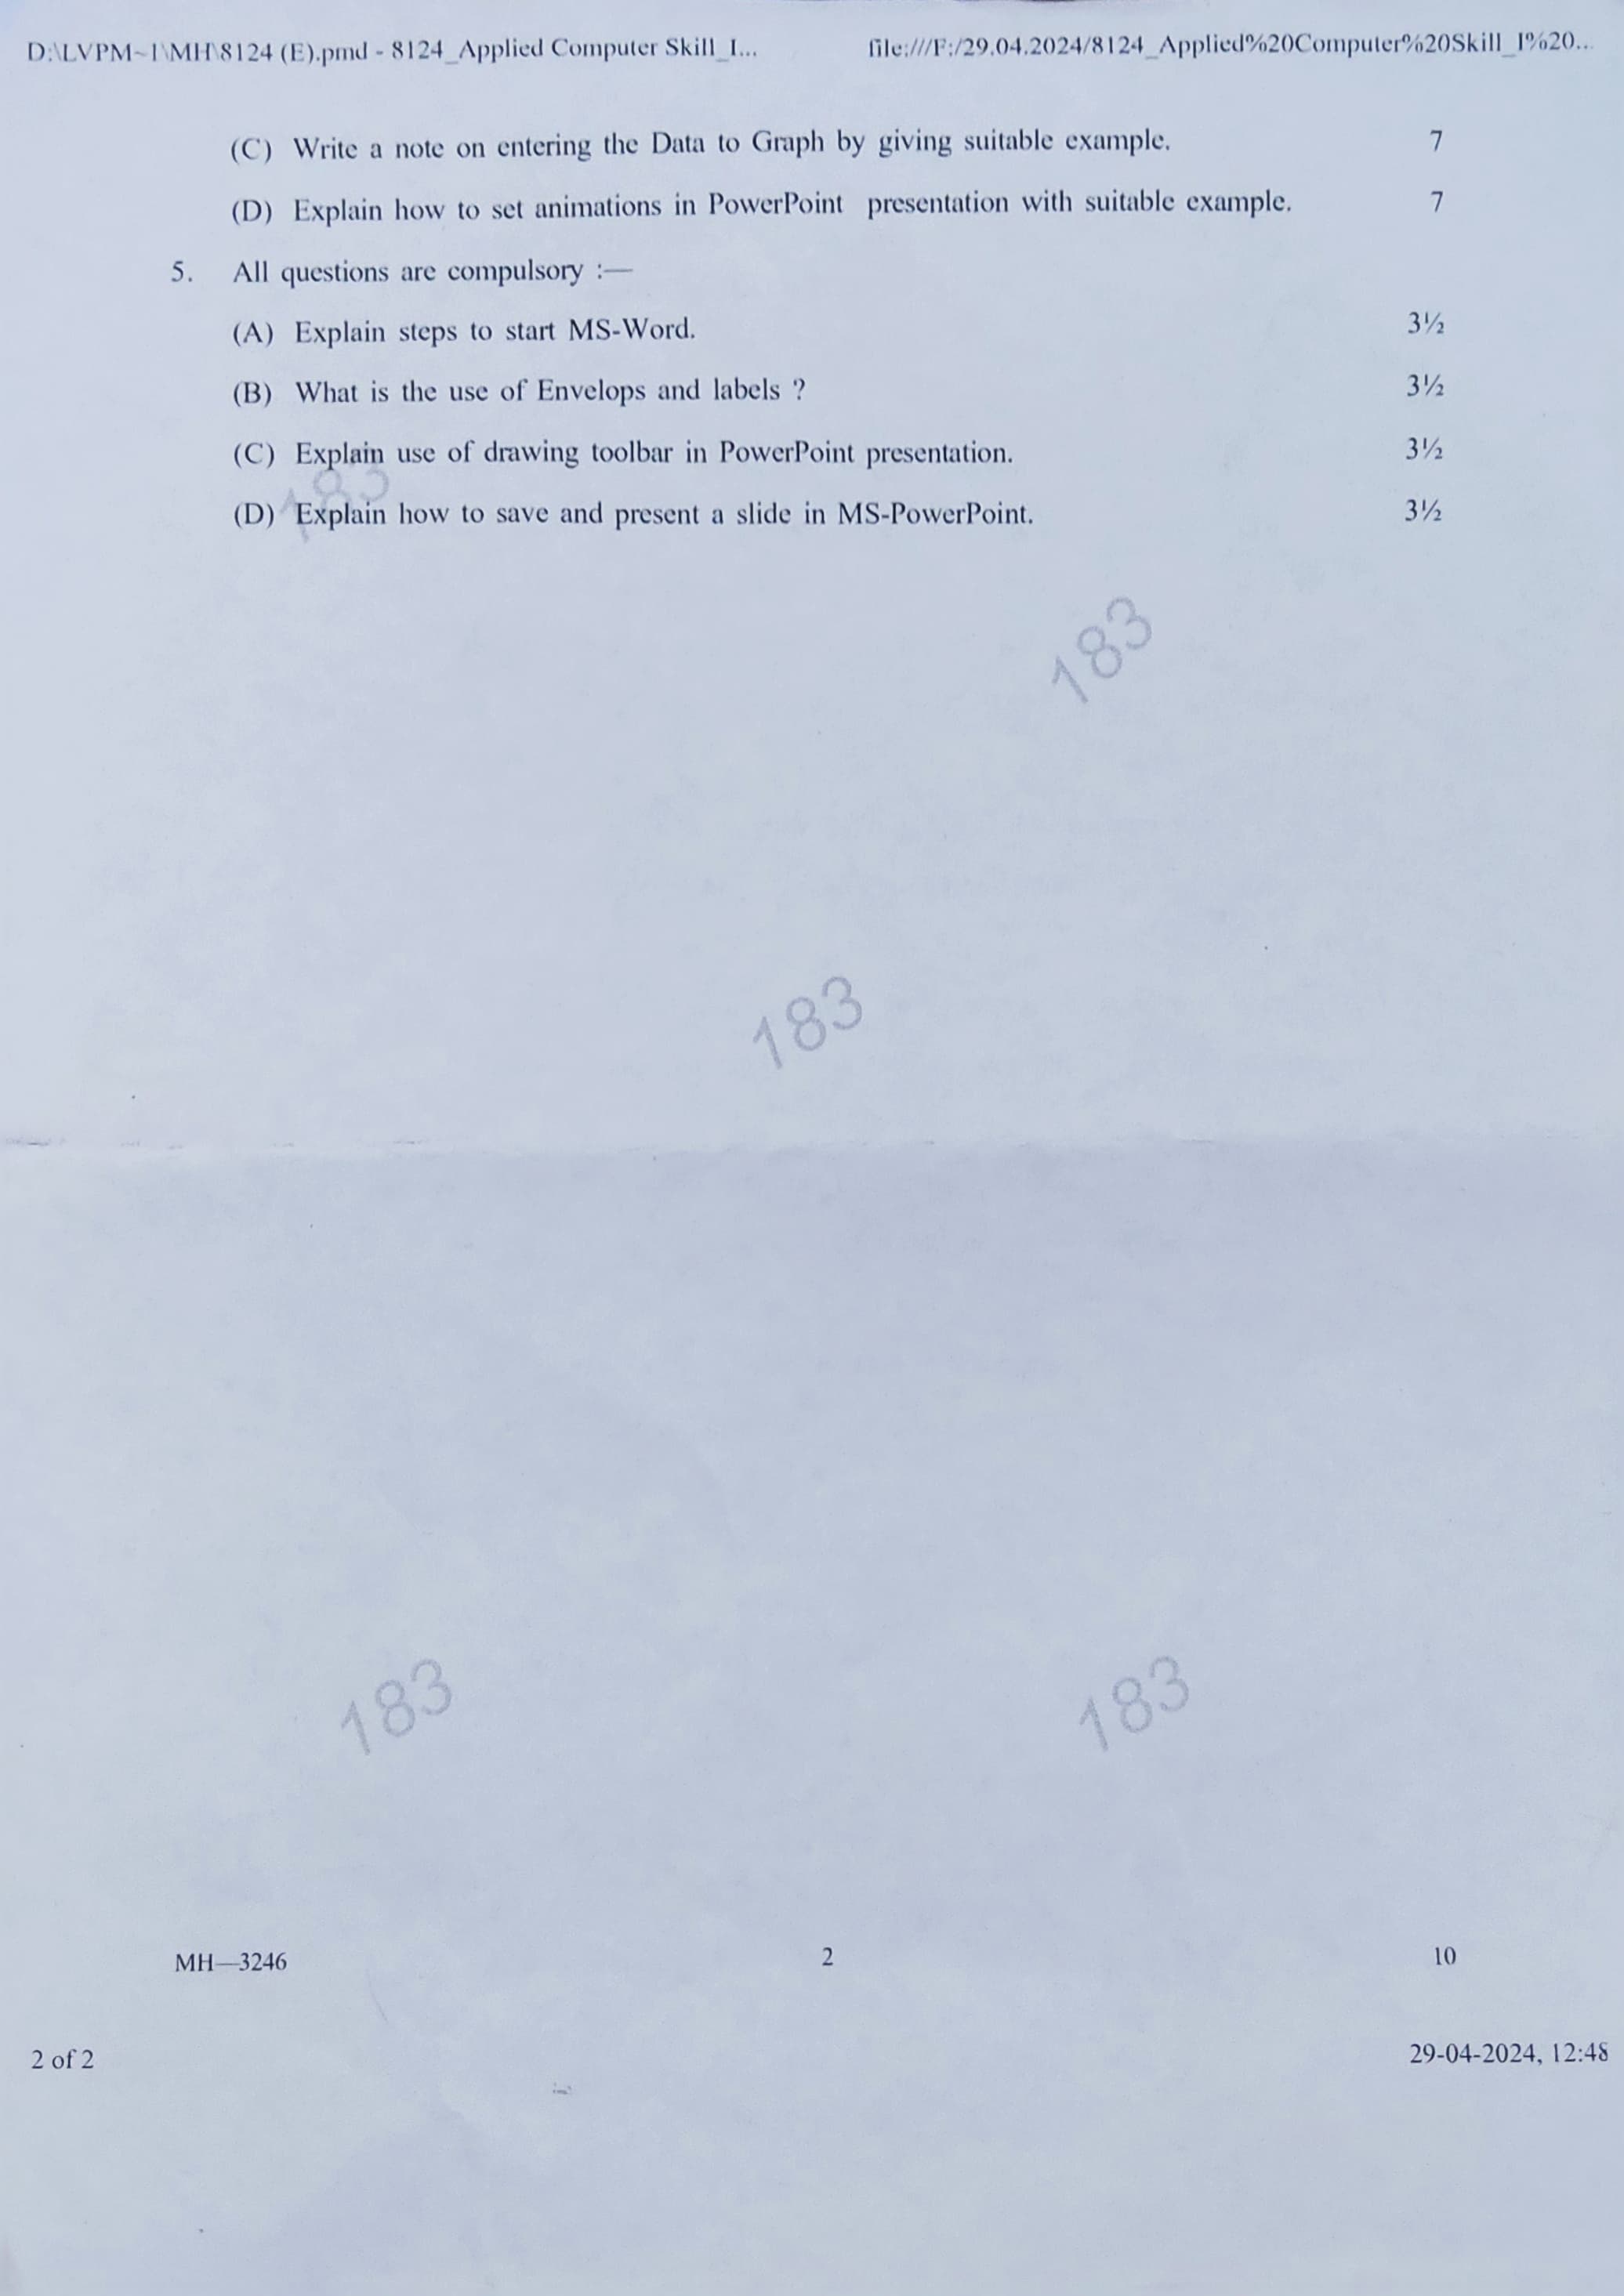 D:\LVPM~1\MH\8124 (E).pmd - 8124_Applied Computer Skill_I... file:///F:/29.04.2024/8124_Applied%20Computer%20Skill_I%20...
(C) Write a note on entering the Data to Graph by giving suitable example. 7
(D) Explain how to set animations in PowerPoint presentation with suitable example. 7
5. All questions are compulsory :—
(A) Explain steps to start MS-Word. 3½
(B) What is the use of Envelops and labels ? 3½
(C) Explain use of drawing toolbar in PowerPoint presentation. 3½
183
(D) Explain how to save and present a slide in MS-PowerPoint. 3½
183
183
183 183
MH—3246 2 10
2 of 2 29-04-2024, 12:48